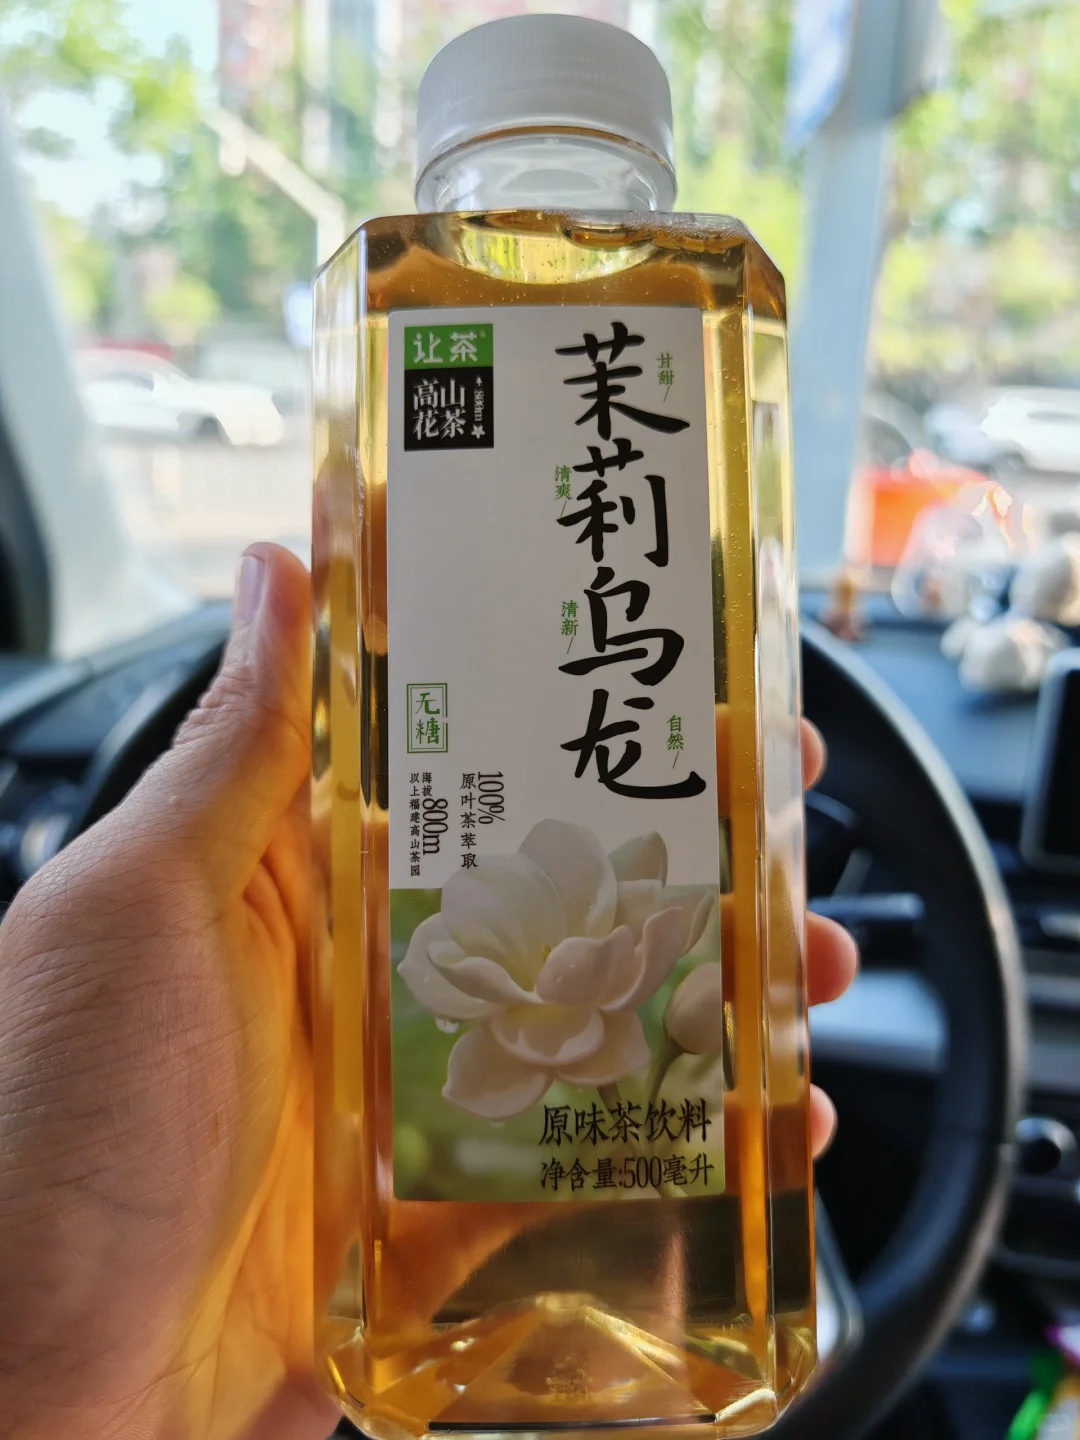 让茶
高山
花茶
800m
茉莉乌龙
甘甜
清爽
清新
自然
无糖
100%
原叶茶萃取
海拔800m
以上福建高山茶园
原味茶饮料
净含量:500毫升